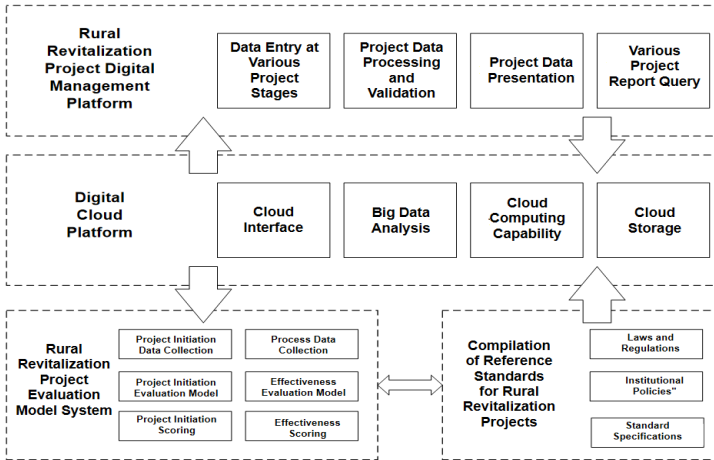 Rural
Revitalization
Project Digital
Management
Platform
Data Entry at
Various
Project
Stages
Project Data
Processing
and
Validation
Project Data
Presentation
Various
Project
Report Query
Digital
Cloud
Platform
Cloud
Interface
Big Data
Analysis
Cloud
Computing
Capability
Cloud
Storage
Rural
Revitalization
Project
Evaluation
Model System
Project Initiation
Data Collection
Process Data
Collection
Project Initiation
Evaluation Model
Effectiveness
Evaluation Model
Project Initiation
Scoring
Effectiveness
Scoring
Compilation
of Reference
Standards
for Rural
Revitalization
Projects
Laws and
Regulations
Institutional
Policies"
Standard
Specifications